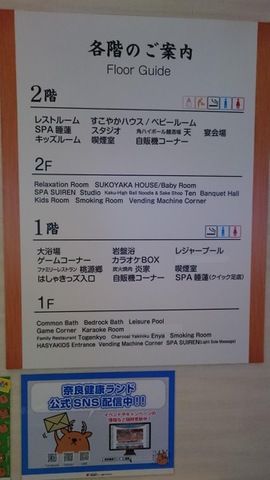 各階のご案内
Floor Guide
2階
レストルーム すこやかハウス／ベビールーム
SPA 睡蓮 スタジオ 角ハイボール麺酒場 天 宴会場
キッズルーム 喫煙室 自販機コーナー
2F
Relaxation Room SUKOYAKA HOUSE/Baby Room
SPA SUIREN Studio Kaku-High Ball Noodle & Sake Shop Ten Banquet Hall
Kids Room Smoking Room Vending Machine Corner
1階
大浴場 岩盤浴 レジャープール
ゲームコーナー カラオケBOX
ファミリーレストラン 桃源郷 炭火焼肉 炎家 喫煙室
はしゃきっズ入口 自販機コーナー SPA 睡蓮(クイック足底)
1F
Common Bath Bedrock Bath Leisure Pool
Game Corner Karaoke Room
Family Restaurant Togenkyo Charcoal Yakiniku Enya Smoking Room
HASYAKIDS Entrance Vending Machine Corner SPA SUIREN
奈良健康ランド
公式SNS配信中!!